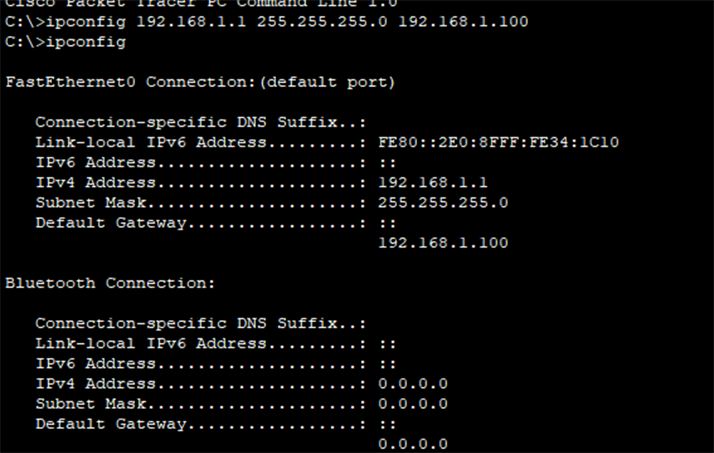 Cisco Packet Tracer PC Command Line 1.0
C:\>ipconfig 192.168.1.1 255.255.255.0 192.168.1.100
C:\>ipconfig
FastEthernet0 Connection:(default port)
Connection-specific DNS Suffix..:
Link-local IPv6 Address.........: FE80::2E0:8FFF:FE34:1C10
IPv6 Address....................: ::
IPv4 Address....................: 192.168.1.1
Subnet Mask.....................: 255.255.255.0
Default Gateway.................: ::
192.168.1.100
Bluetooth Connection:
Connection-specific DNS Suffix..:
Link-local IPv6 Address.........: ::
IPv6 Address....................: ::
IPv4 Address....................: 0.0.0.0
Subnet Mask.....................: 0.0.0.0
Default Gateway.................: ::
0.0.0.0